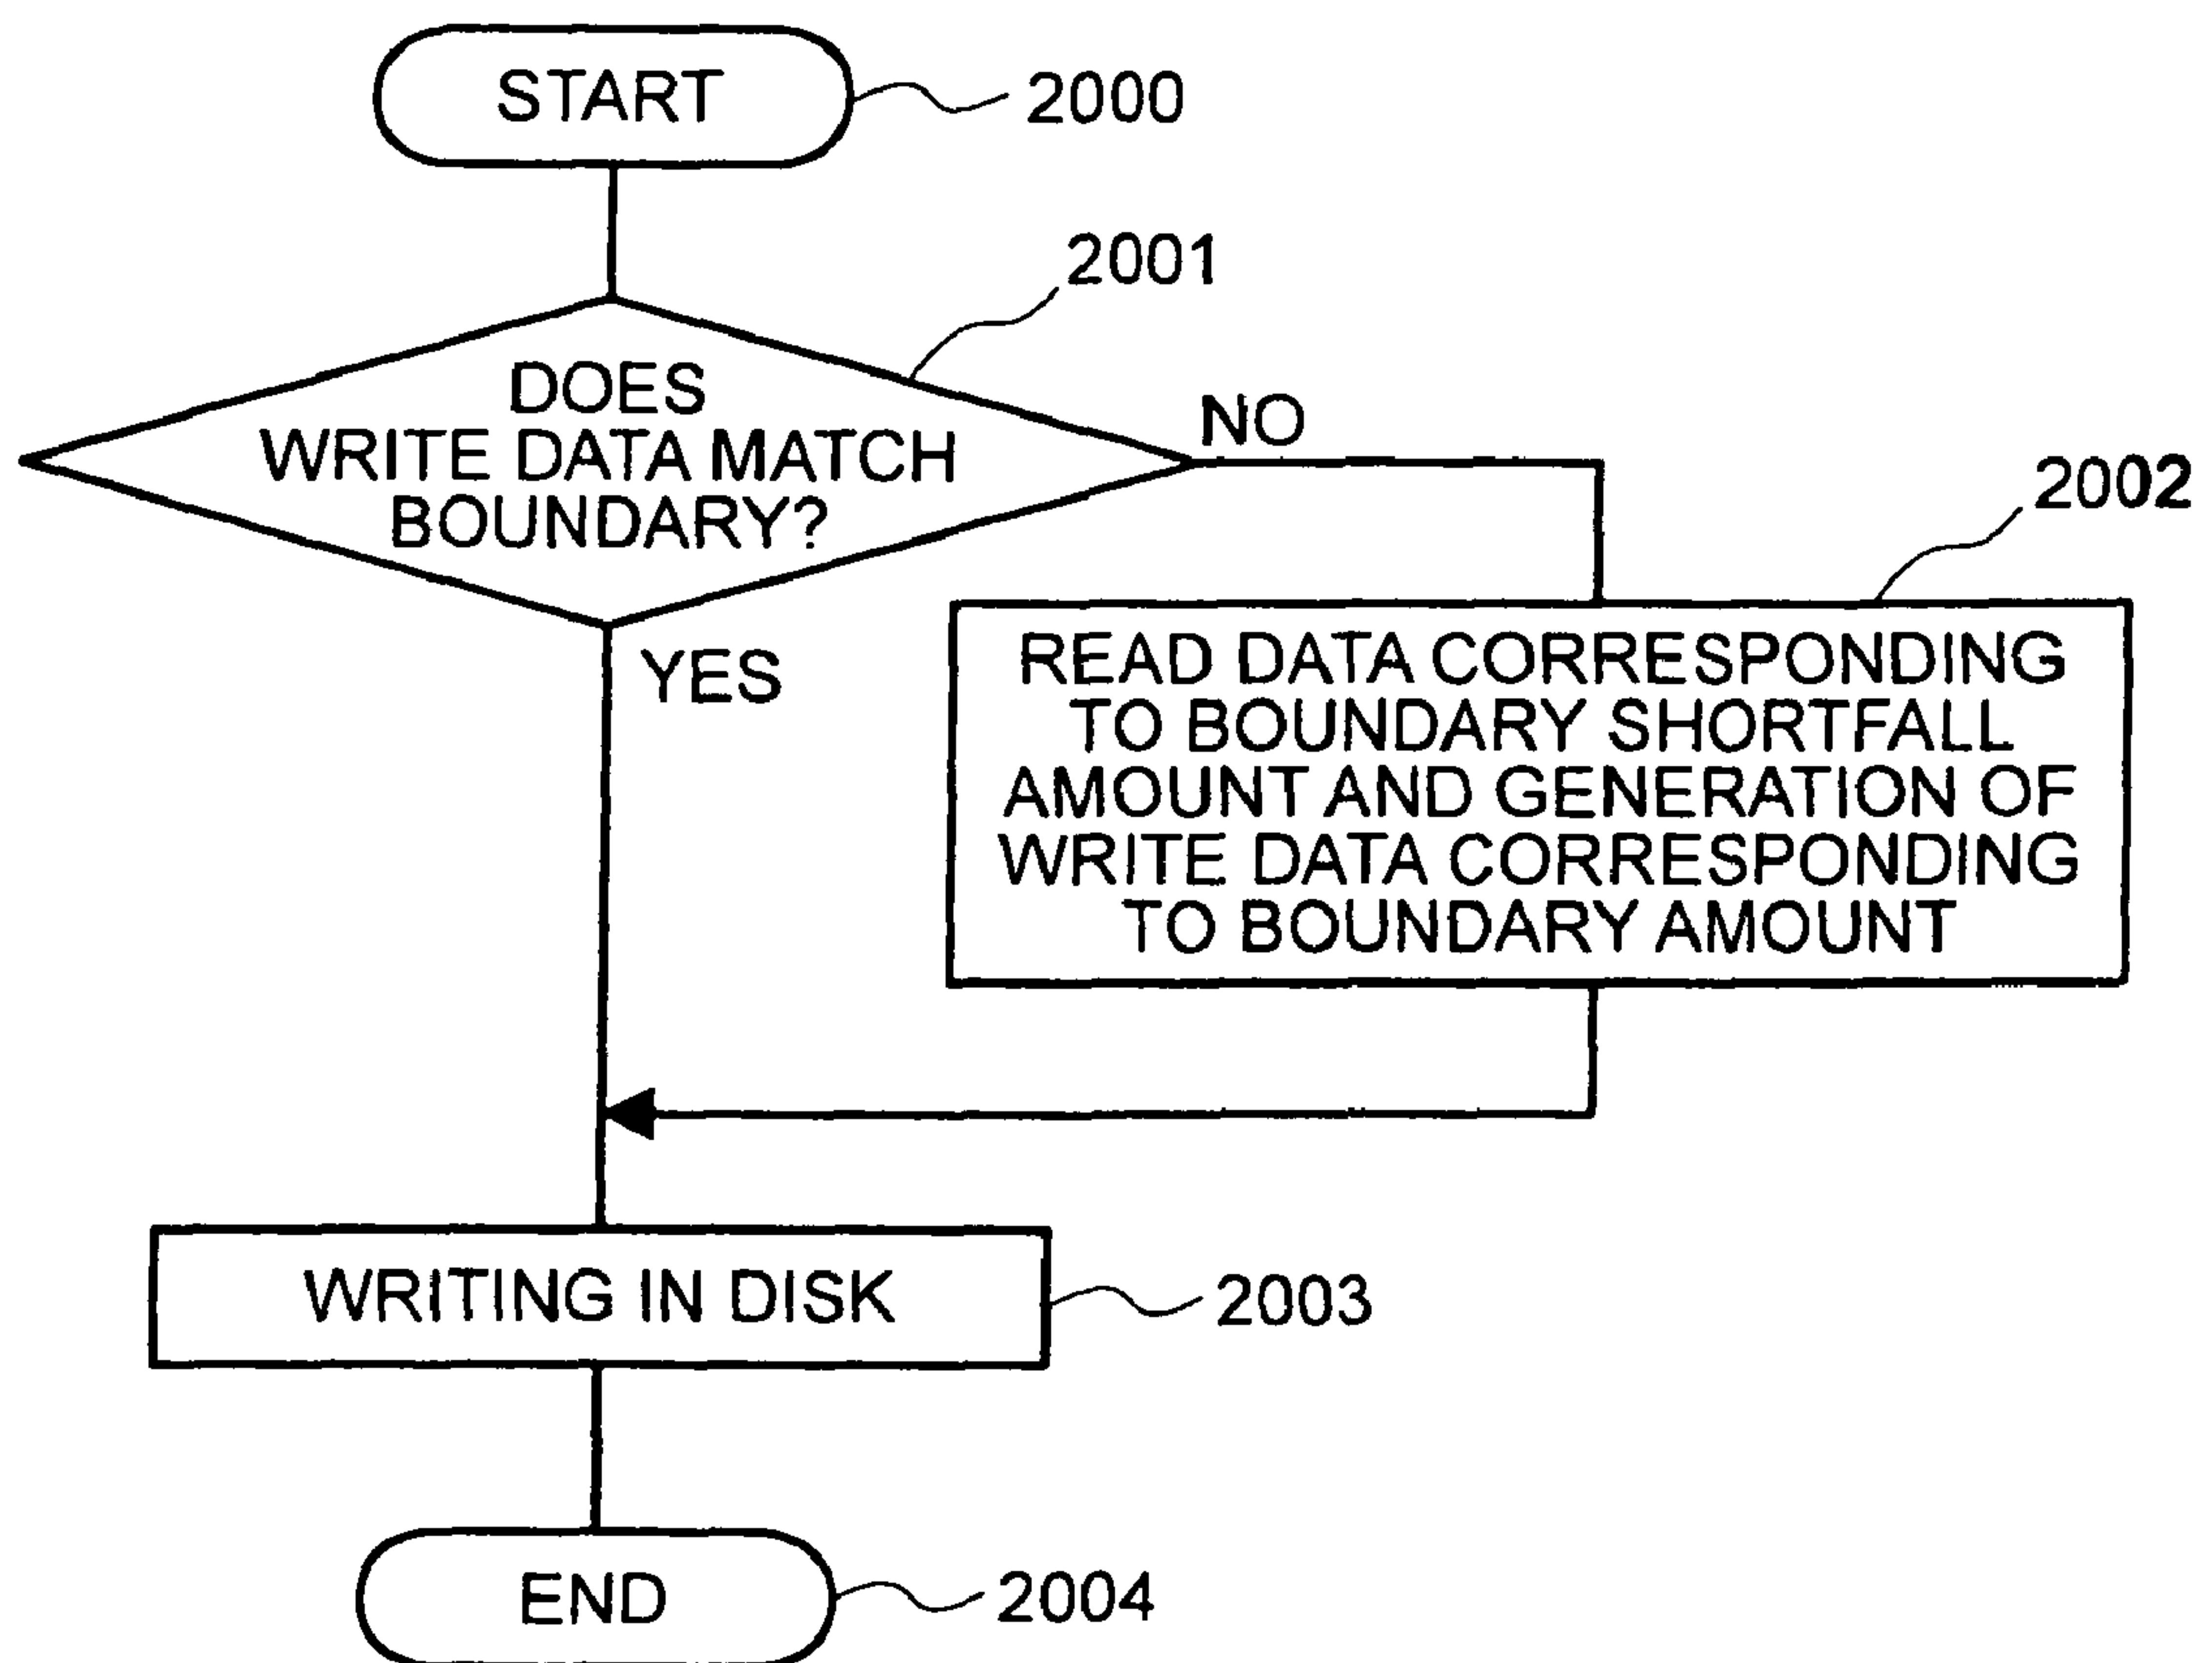 START
2000
2001
DOES
WRITE DATA MATCH
BOUNDARY?
NO
2002
YES
READ DATA CORRESPONDING
TO BOUNDARY SHORTFALL
AMOUNT AND GENERATION OF
WRITE DATA CORRESPONDING
TO BOUNDARY AMOUNT
WRITING IN DISK
2003
END
2004